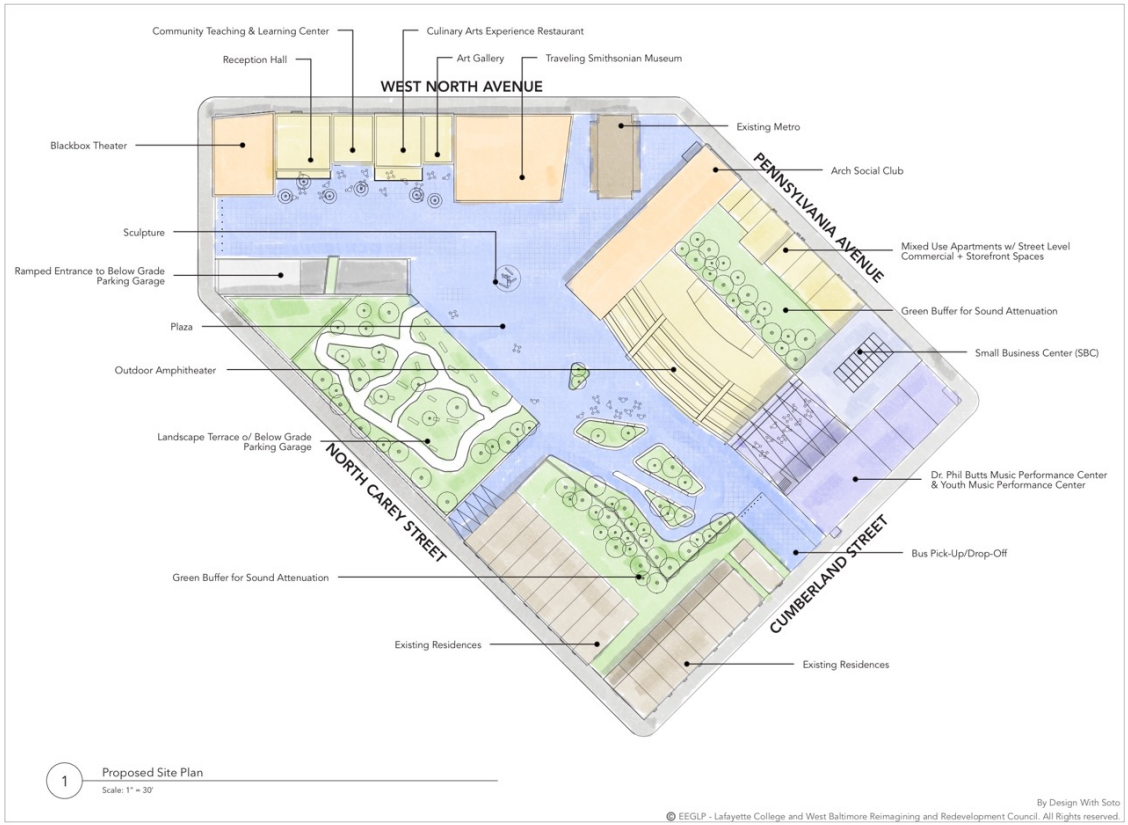 Community Teaching & Learning Center
Culinary Arts Experience Restaurant
Reception Hall
Art Gallery
Traveling Smithsonian Museum
WEST NORTH AVENUE
Existing Metro
Blackbox Theater
Arch Social Club
PENNSYLVANIA AVENUE
Sculpture
Mixed Use Apartments w/ Street Level
Commercial + Storefront Spaces
Ramped Entrance to Below Grade
Parking Garage
Green Buffer for Sound Attenuation
Plaza
Small Business Center (SBC)
Outdoor Amphitheater
Landscape Terrace o/ Below Grade
Parking Garage
NORTH CAREY STREET
Dr. Phil Butts Music Performance Center
& Youth Music Performance Center
CUMBERLAND STREET
Bus Pick-Up/Drop-Off
Green Buffer for Sound Attenuation
Existing Residences
Existing Residences
1
Proposed Site Plan
Scale: 1" = 30'
By Design With Soto
© EEGLP - Lafayette College and West Baltimore Reimagining and Redevelopment Council. All Rights reserved.